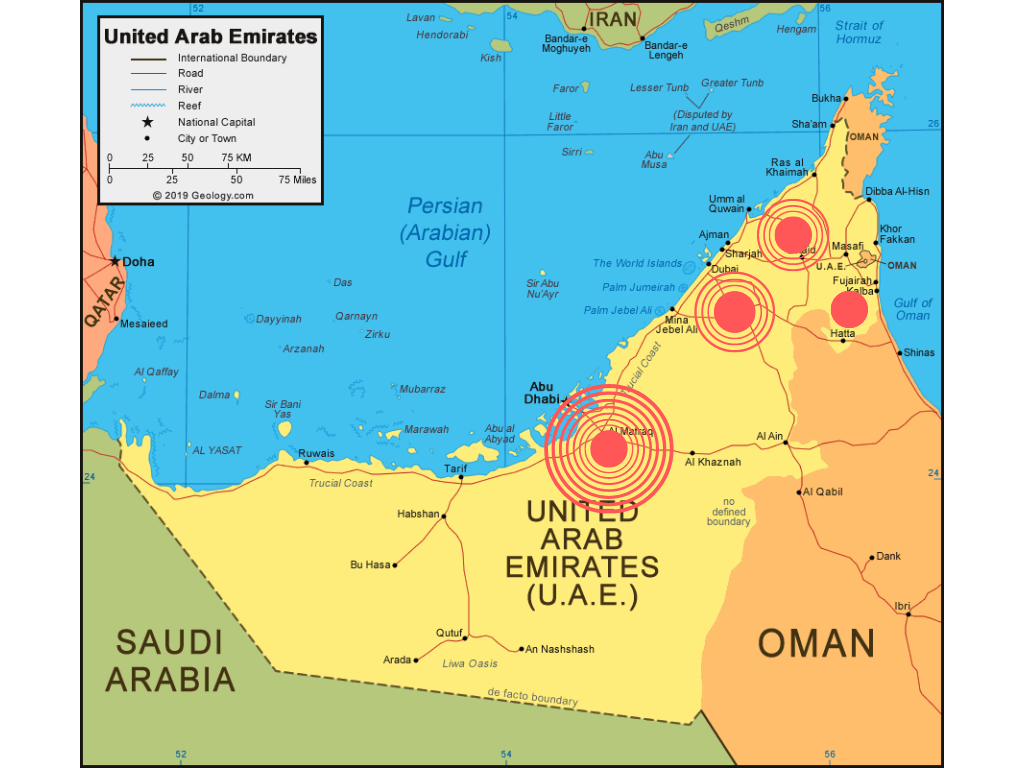 United Arab Emirates
International Boundary
Road
River
Reef
National Capital
City or Town
0 25 50 75 KM
0 25 50 75 Miles
© 2019 Geology.com
52
54
56
IRAN
Lavan
Hendorabi
Kish
Bandar-e
Moghuyeh
Bandar-e
Lengeh
Qeshm
Hengam
Strait of
Hormuz
Faror
Lesser Tunb
Greater Tunb
Bukha
Little
Faror
(Disputed by
Iran and UAE)
Sha'am
26
OMAN
Sirri
Abu
Musa
Ras al
Khaimah
Dibba Al-Hisn
Umm al
Quwain
Persian
(Arabian)
Gulf
Ajman
Sharjah
Khor
Fakkan
Masafi
Doha
QATAR
The World Islands
Dubai
U.A.E.
OMAN
Das
Sir Abu
Nu'Ayr
Palm Jumeirah
Fujairah
Kalba
Mesaieed
Dayyinah
Qarnayn
Zirku
Palm Jebel Ali
Mina
Jebel Ali
Gulf of
Oman
Hatta
Arzanah
Shinas
Al Qaffay
Dalma
Mubarraz
Abu
Dhabi
Sir Bani
Yas
Marawah
Abu al
Abyad
Al Mafraq
Al Ain
AL YASAT
Ruwais
Tarif
Al Khaznah
24
Trucial Coast
24
Al Qabil
no
defined
boundary
Habshan
UNITED
ARAB
EMIRATES
(U.A.E.)
Bu Hasa
Dank
Ibri
SAUDI
ARABIA
Qutuf
An Nashshash
Arada
Liwa Oasis
OMAN
de facto boundary
52
54
56